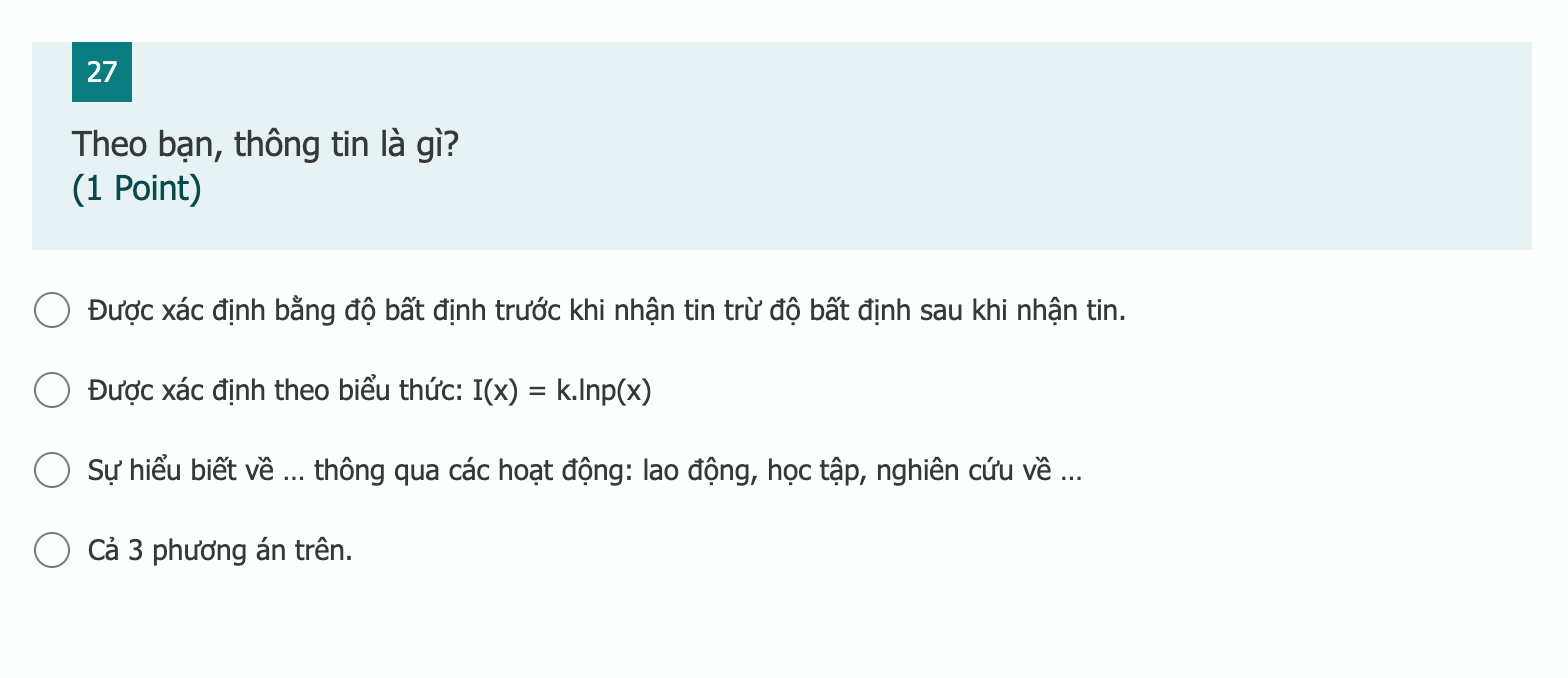 27
Theo bạn, thông tin là gì?
(1 Point)
Được xác định bằng độ bất định trước khi nhận tin trừ độ bất định sau khi nhận tin.
Được xác định theo biểu thức: I(x) = k.lnp(x)
Sự hiểu biết về ... thông qua các hoạt động: lao động, học tập, nghiên cứu về ...
Cả 3 phương án trên.